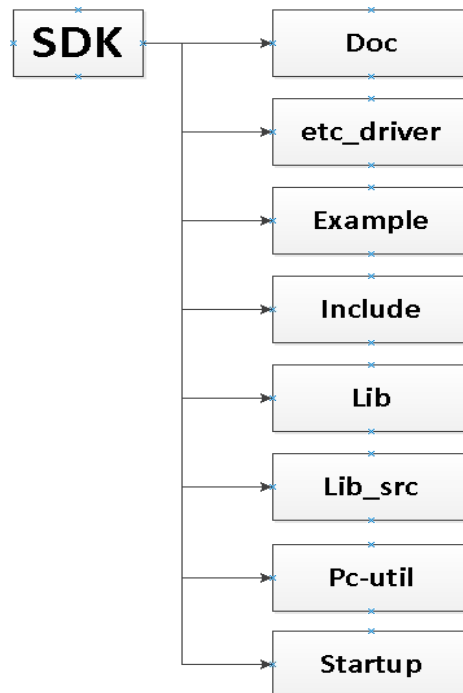 SDK
Doc
etc_driver
Example
Include
Lib
Lib_src
Pc-util
Startup